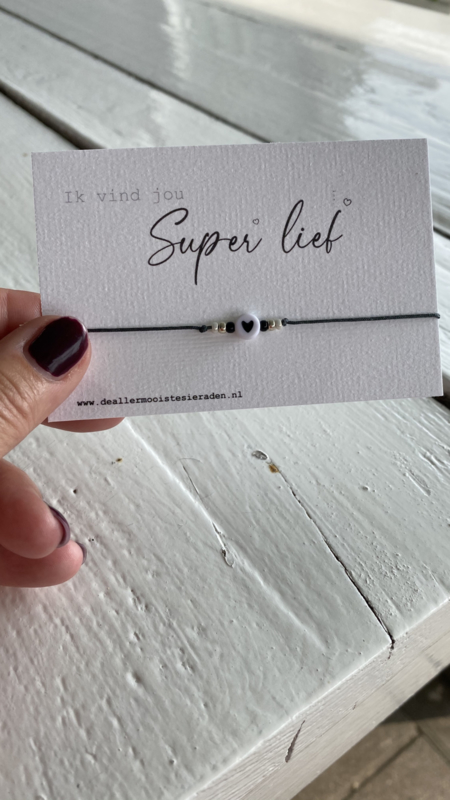 Ik vind jou
Super lief
www.deallermooistesieraden.nl